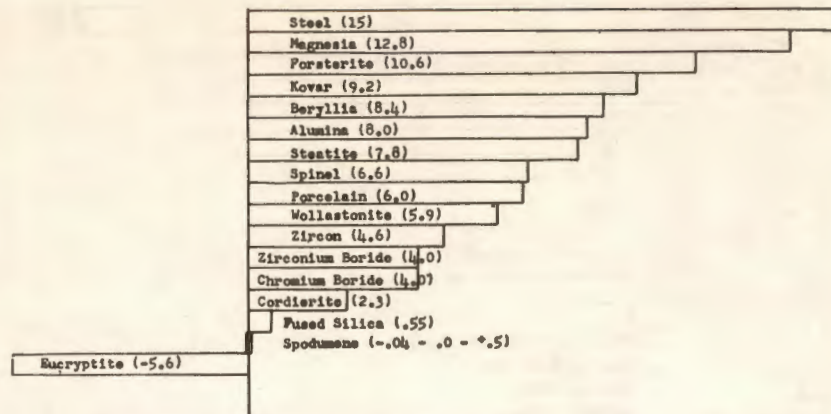 Steel (15)
Magnesia (12.8)
Forsterite (10.6)
Kovar (9.2)
Beryllia (8.4)
Alumina (8.0)
Steatite (7.8)
Spinel (6.6)
Porcelain (6.0)
Wollastonite (5.9)
Zircon (4.6)
Zirconium Boride (4.0)
Chromium Boride (4.0)
Cordierite (2.3)
Fused Silica (.55)
Spodumene (-.04 - .0 - +.5)
Eucryptite (-5.6)